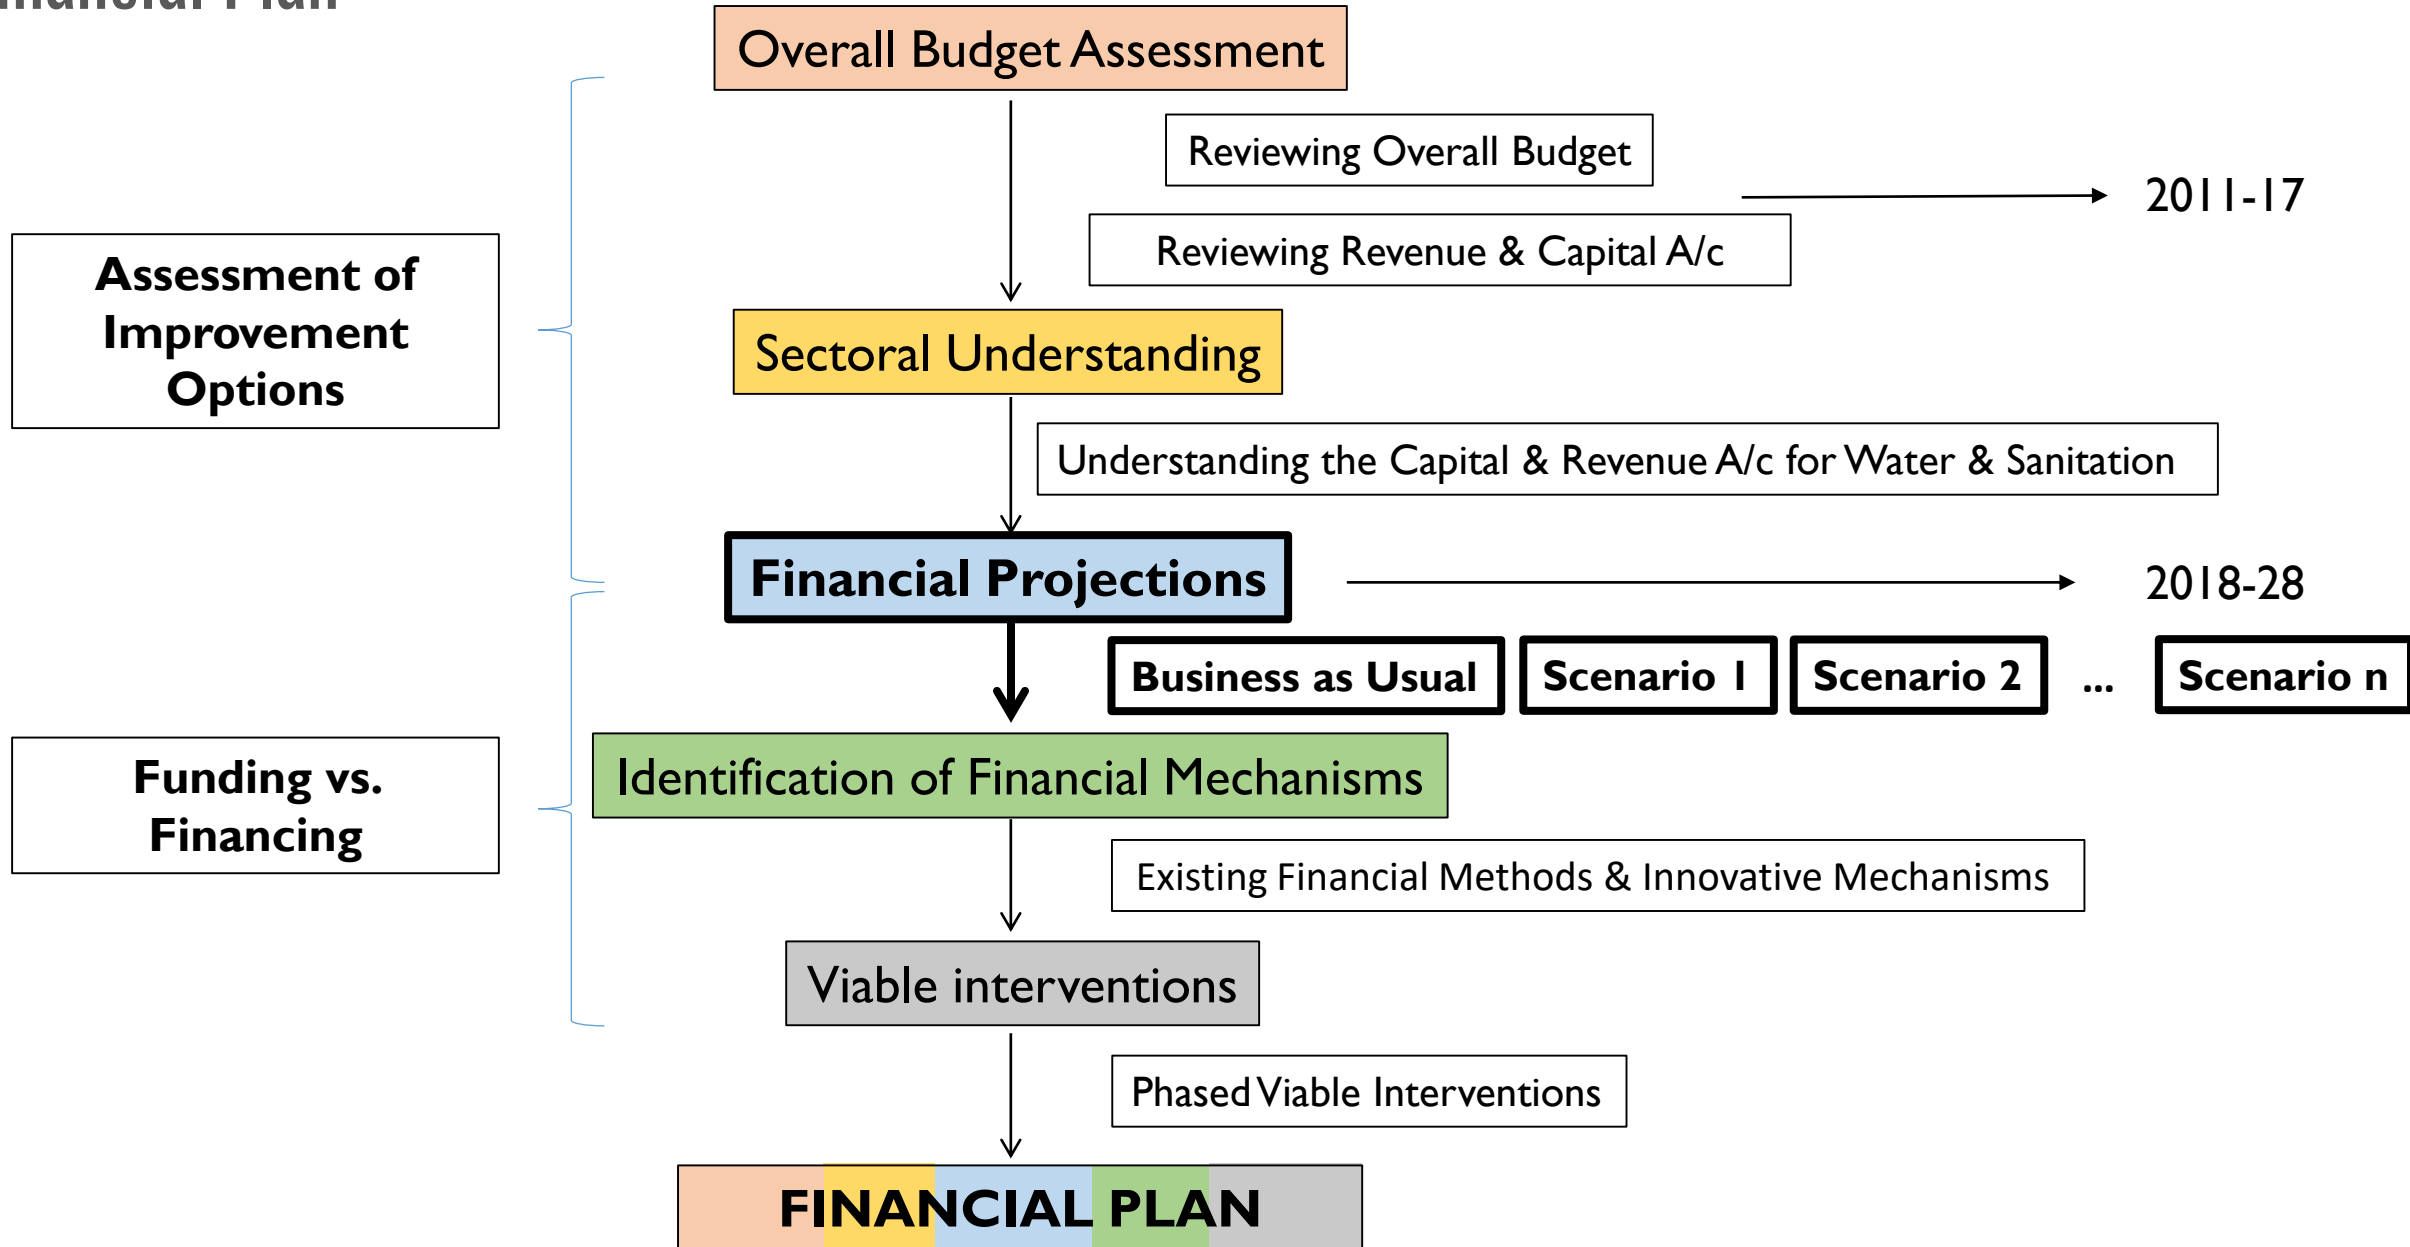 Financial Plan
Overall Budget Assessment
Reviewing Overall Budget
2011-17
Reviewing Revenue & Capital A/c
Assessment of
Improvement
Options
Sectoral Understanding
Understanding the Capital & Revenue A/c for Water & Sanitation
Financial Projections
2018-28
Business as Usual
Scenario 1
Scenario 2
...
Scenario n
Identification of Financial Mechanisms
Funding vs.
Financing
Existing Financial Methods & Innovative Mechanisms
Viable interventions
Phased Viable Interventions
FINANCIAL PLAN